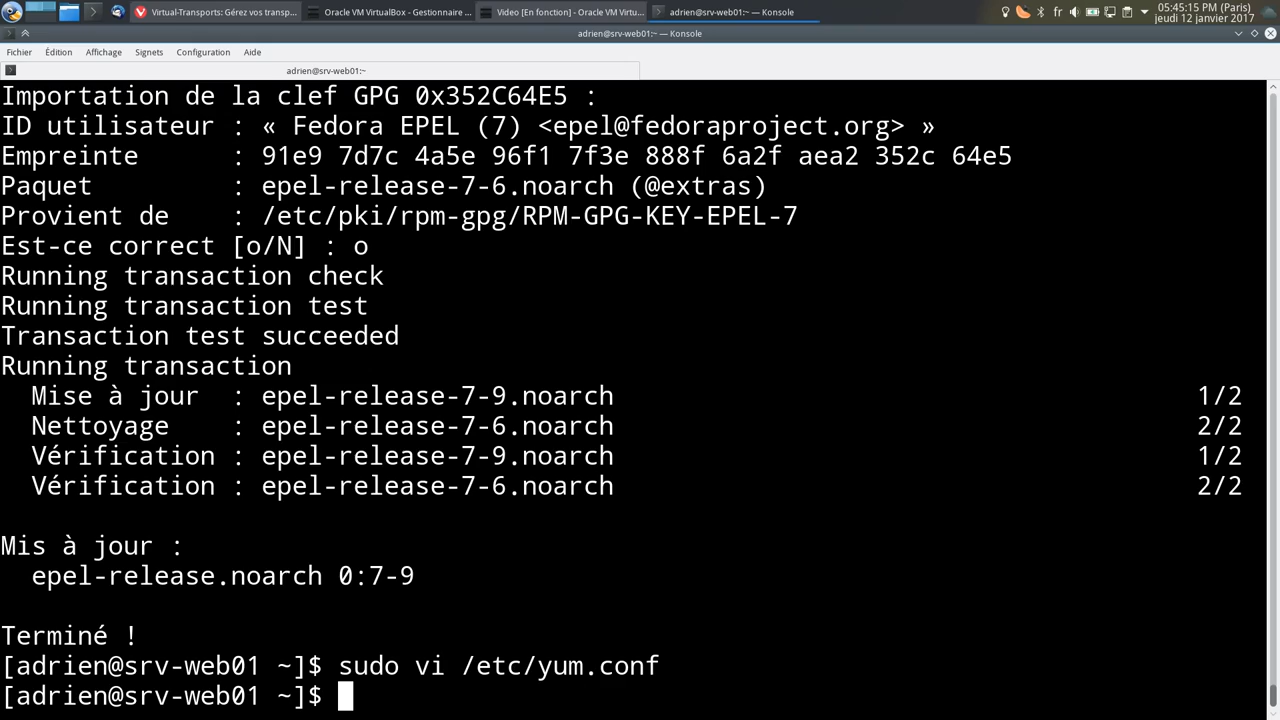 Virtual-Transports: Gérez vos transp...
Oracle VM VirtualBox - Gestionnaire ...
Video [En fonction] - Oracle VM Virtu...
adrien@srv-web01:~ — Konsole
fr
05:45:15 PM (Paris)
jeudi 12 janvier 2017
adrien@srv-web01:~ — Konsole
Fichier Édition Affichage Signets Configuration Aide
adrien@srv-web01:~
Importation de la clef GPG 0x352C64E5 :
ID utilisateur : « Fedora EPEL (7) <epel@fedoraproject.org> »
Empreinte : 91e9 7d7c 4a5e 96f1 7f3e 888f 6a2f aea2 352c 64e5
Paquet : epel-release-7-6.noarch (@extras)
Provient de : /etc/pki/rpm-gpg/RPM-GPG-KEY-EPEL-7
Est-ce correct [o/N] : o
Running transaction check
Running transaction test
Transaction test succeeded
Running transaction
Mise à jour : epel-release-7-9.noarch 1/2
Nettoyage : epel-release-7-6.noarch 2/2
Vérification : epel-release-7-9.noarch 1/2
Vérification : epel-release-7-6.noarch 2/2
Mis à jour :
epel-release.noarch 0:7-9
Terminé !
[adrien@srv-web01 ~]$ sudo vi /etc/yum.conf
[adrien@srv-web01 ~]$